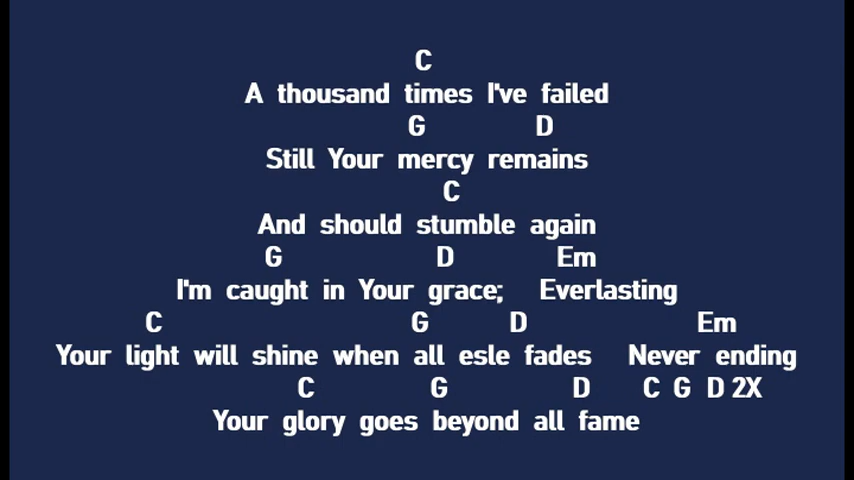 C
A thousand times I've failed
G D
Still Your mercy remains
C
And should stumble again
G D Em
I'm caught in Your grace; Everlasting
C G D Em
Your light will shine when all esle fades Never ending
C G D C G D 2X
Your glory goes beyond all fame